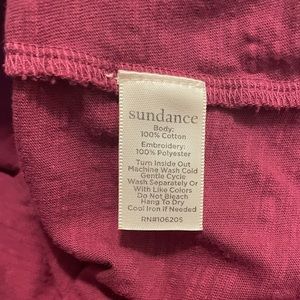 sundance
Body:
100% Cotton
Embroidery:
100% Polyester
Turn Inside Out
Machine Wash Cold
Gentle Cycle
Wash Separately Or
With Like Colors
Do Not Bleach
Hang To Dry
Cool Iron if Needed
RN#106205